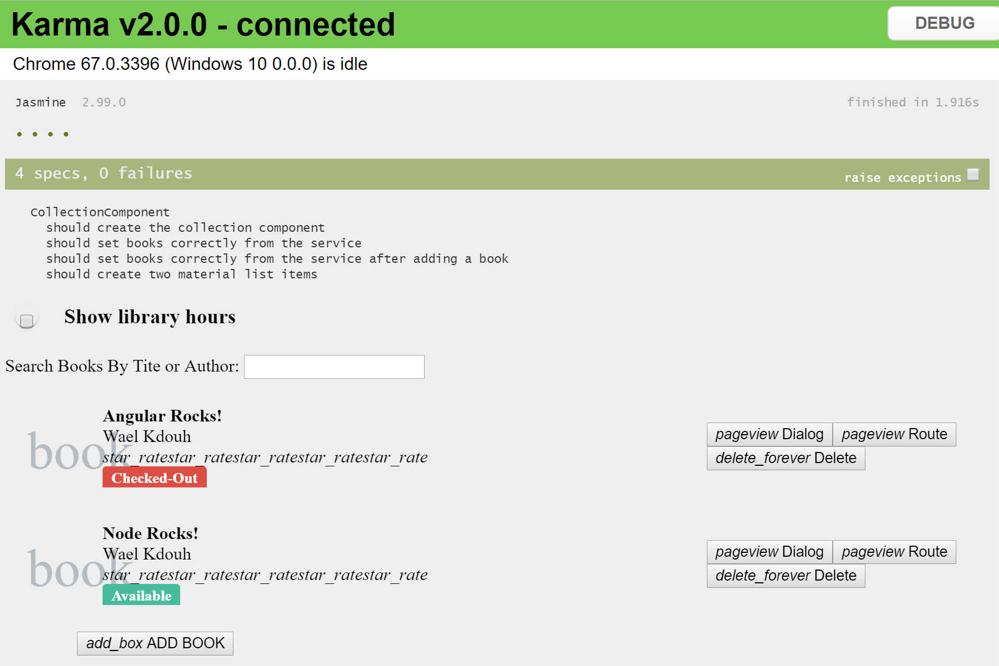 Karma v2.0.0 - connected
DEBUG
Chrome 67.0.3396 (Windows 10 0.0.0) is idle
Jasmine 2.99.0
finished in 1.916s
• • • •
4 specs, 0 failures
raise exceptions
CollectionComponent
should create the collection component
should set books correctly from the service
should set books correctly from the service after adding a book
should create two material list items
Show library hours
Search Books By Tite or Author:
book
Angular Rocks!
Wael Kdouh
star_ratestar_ratestar_ratestar_ratestar_rate
Checked-Out
pageview Dialog
pageview Route
delete_forever Delete
book
Node Rocks!
Wael Kdouh
star_ratestar_ratestar_ratestar_ratestar_rate
Available
pageview Dialog
pageview Route
delete_forever Delete
add_box ADD BOOK